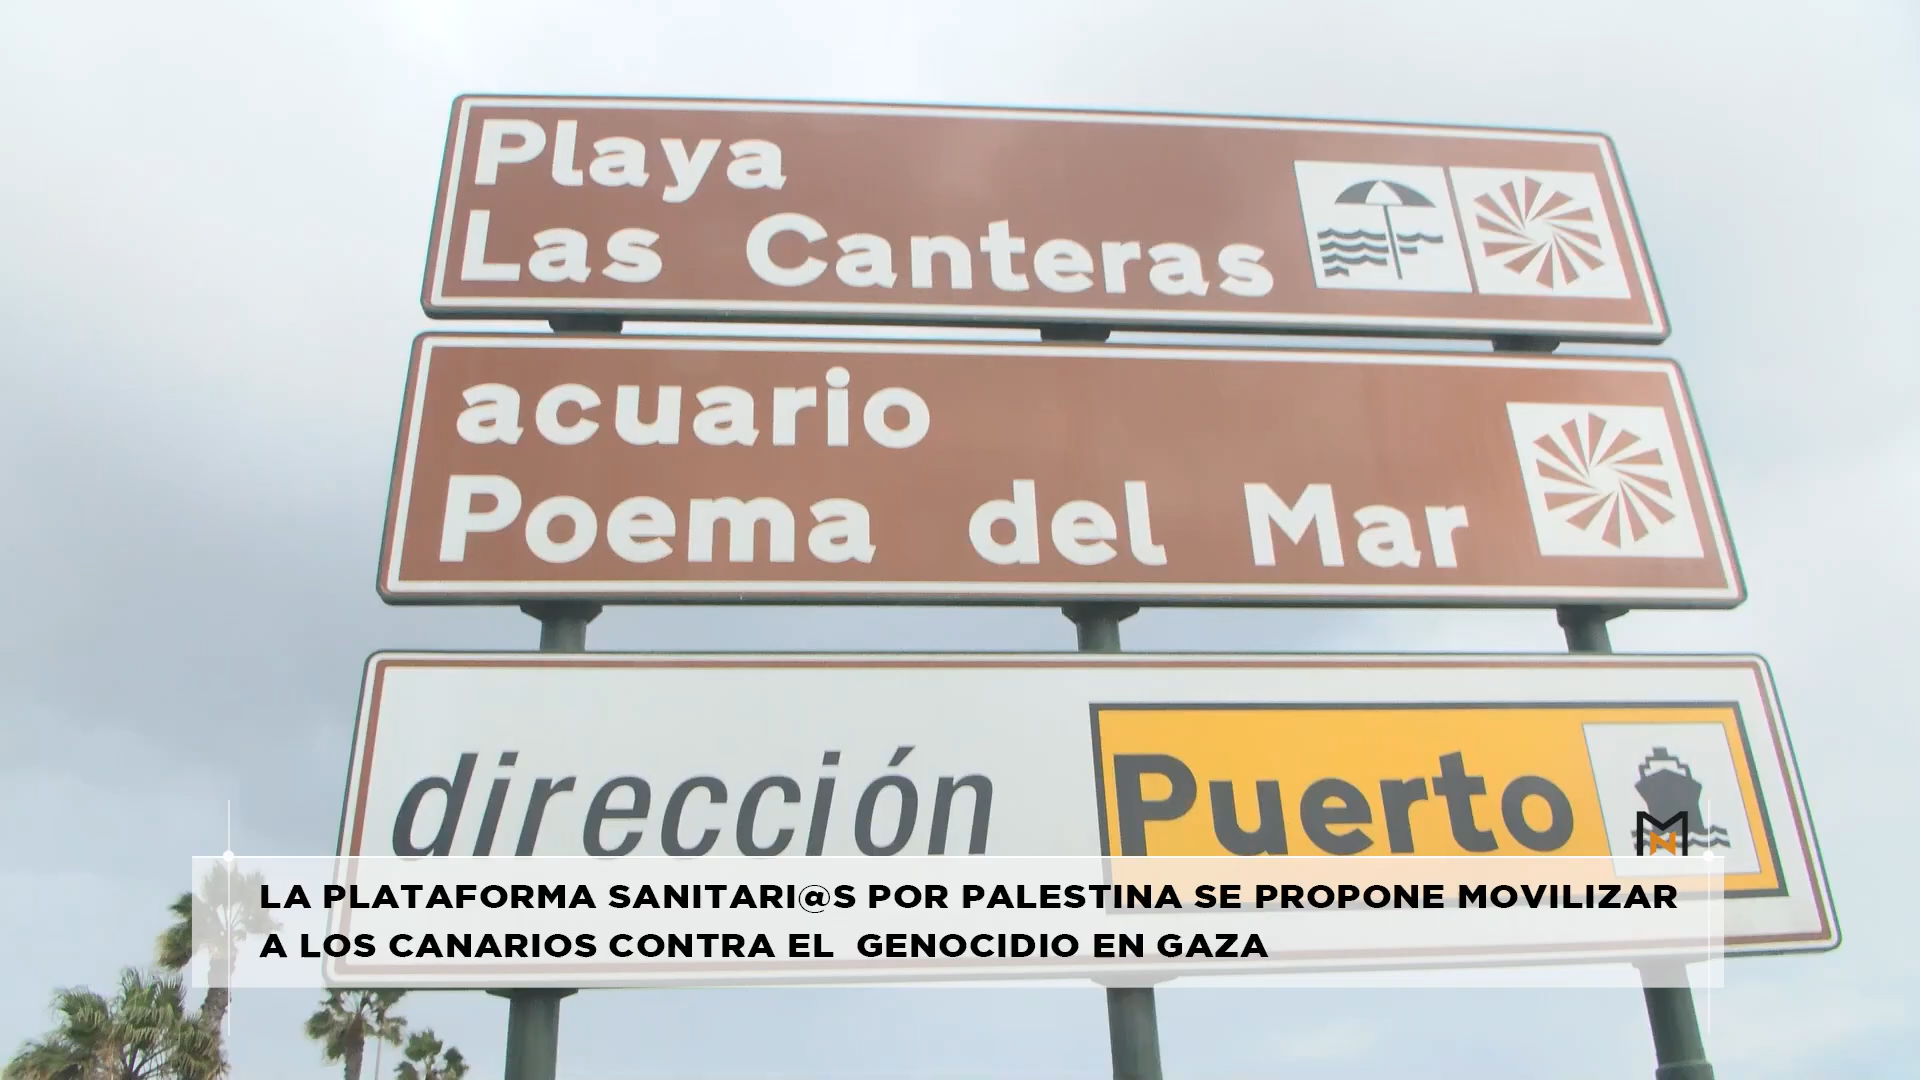 Playa
Las Canteras
acuario
Poema del Mar
dirección Puerto
LA PLATAFORMA SANITARI@S POR PALESTINA SE PROPONE MOVILIZAR
A LOS CANARIOS CONTRA EL GENOCIDIO EN GAZA